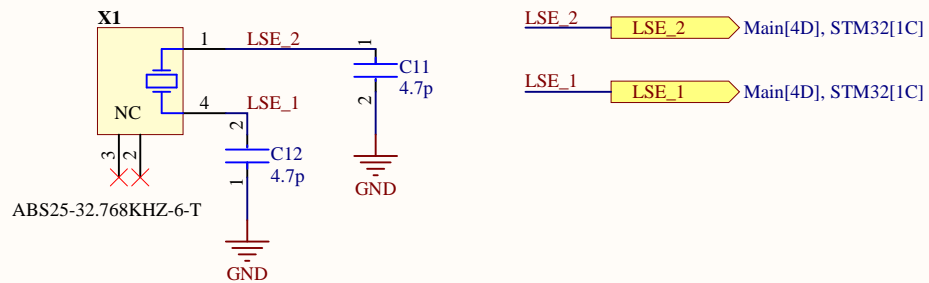 X1
1
LSE_2
1
C11
4.7p
2
4
LSE_1
NC
2
C12
4.7p
1
3
2
ABS25-32.768KHZ-6-T
GND
GND
LSE_2
LSE_2
Main[4D], STM32[1C]
LSE_1
LSE_1
Main[4D], STM32[1C]